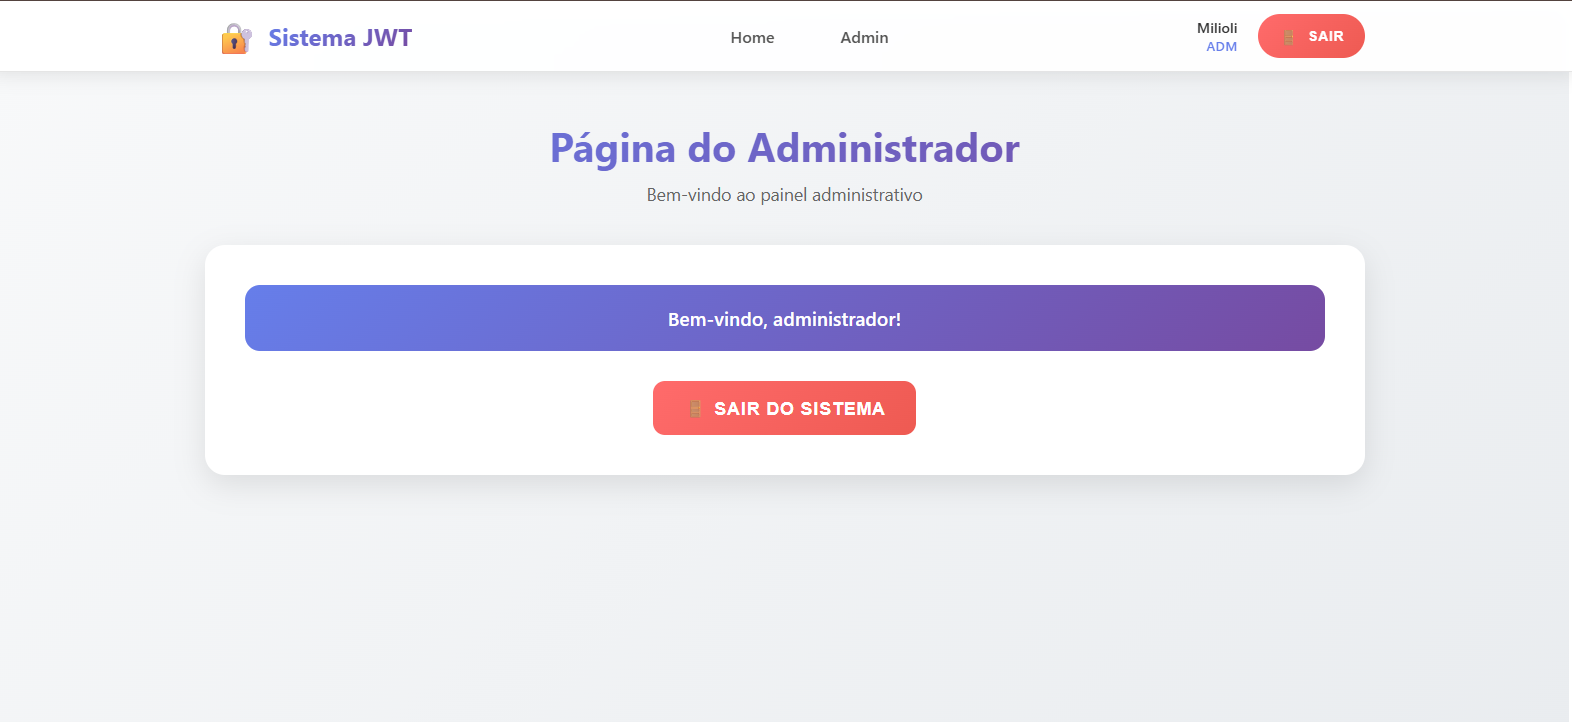 Sistema JWT
Home
Admin
Milioli
ADM
SAIR
Página do Administrador
Bem-vindo ao painel administrativo
Bem-vindo, administrador!
SAIR DO SISTEMA